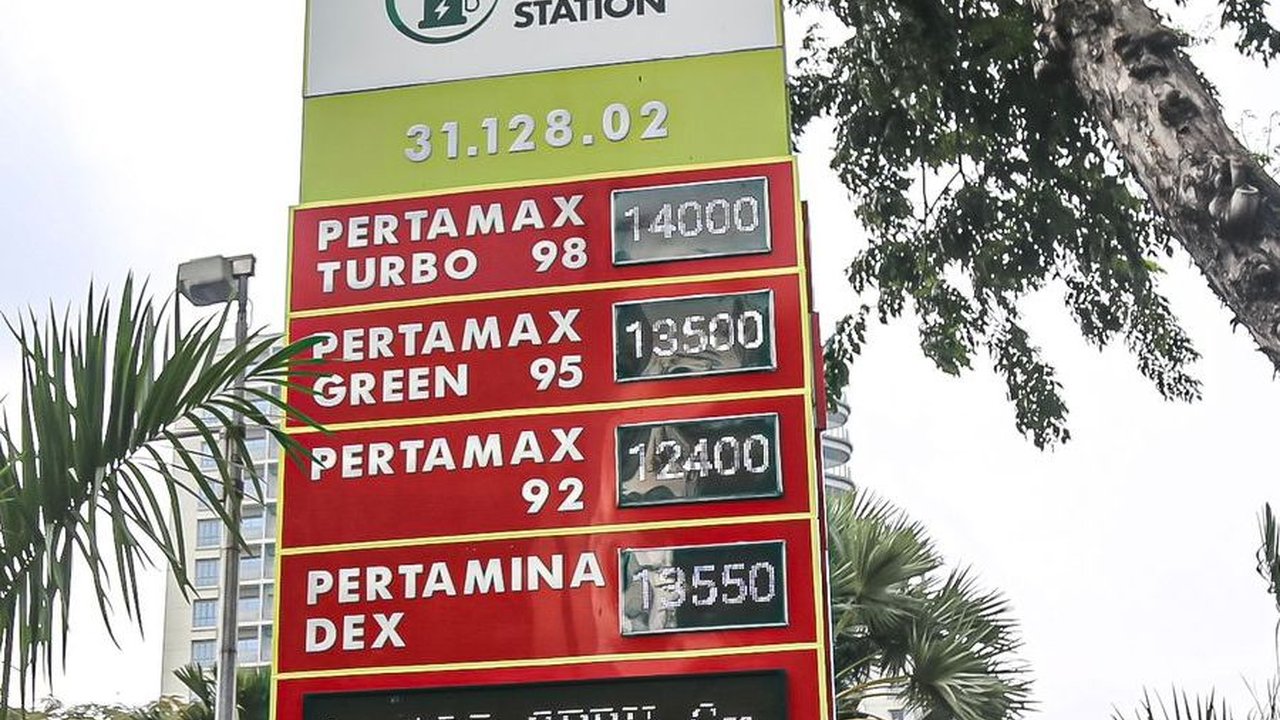 STATION
31.128.02
PERTAMAX
TURBO 98
14000
PERTAMAX
GREEN 95
13500
PERTAMAX
92
12400
PERTAMINA
DEX
13550